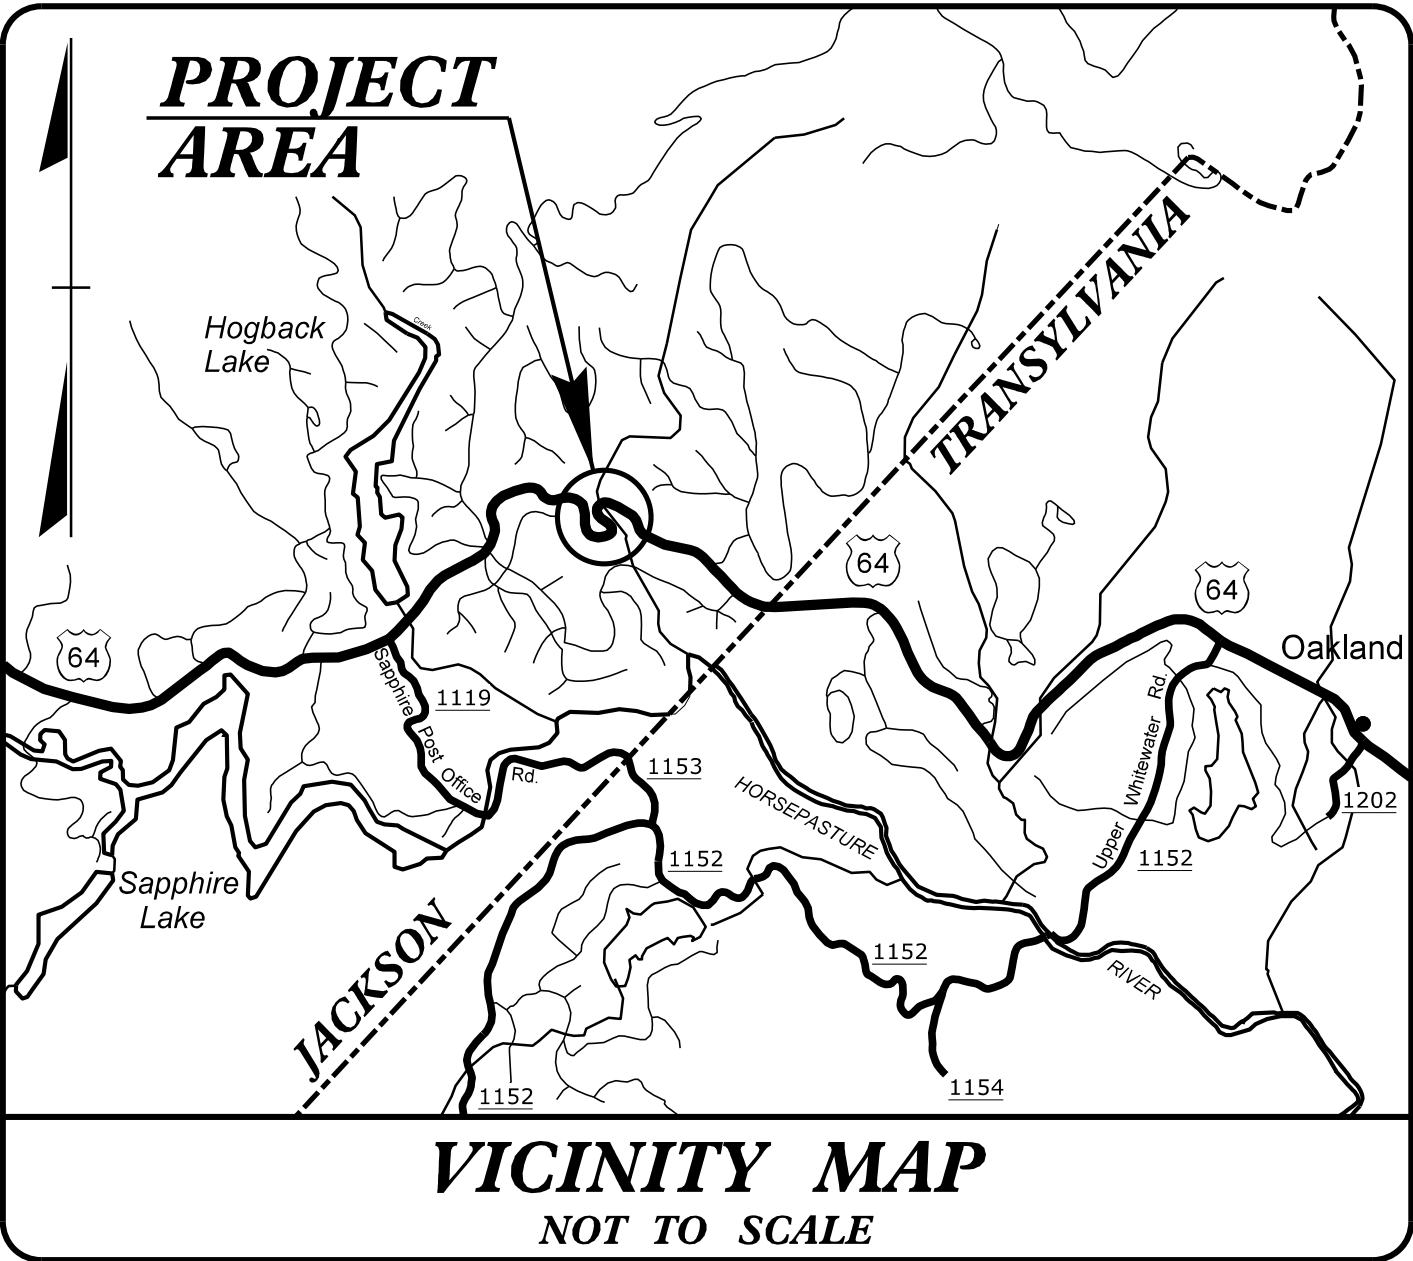 PROJECT
AREA
TRANSYLVANIA
Hogback
Lake
Creek
64
64
64
Oakland
Sapphire Post Office Rd.
1119
1153
HORSEPASTURE
Upper Whitewater Rd.
1202
1152
1152
Sapphire
Lake
JACKSON
1152
RIVER
1154
1152
VICINITY MAP
NOT TO SCALE